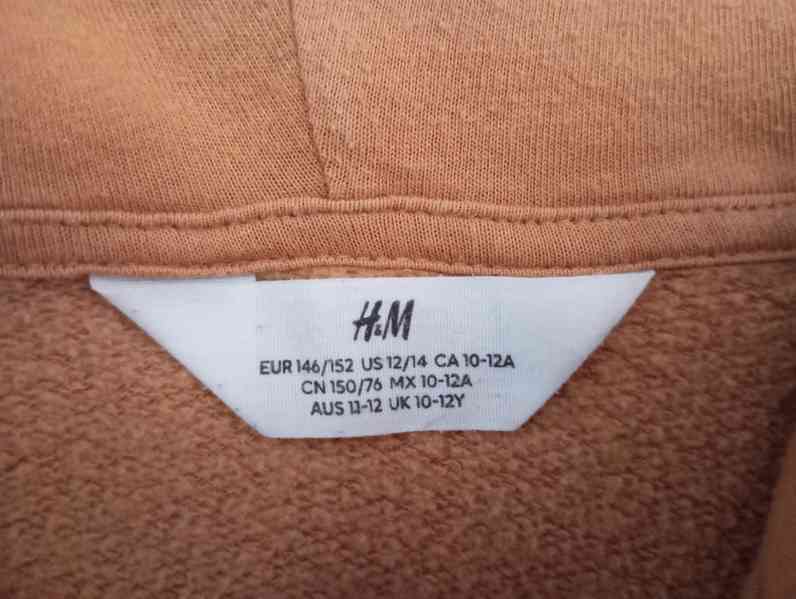 H&M
EUR 146/152 US 12/14 CA 10-12A
CN 150/76 MX 10-12A
AUS 11-12 UK 10-12Y